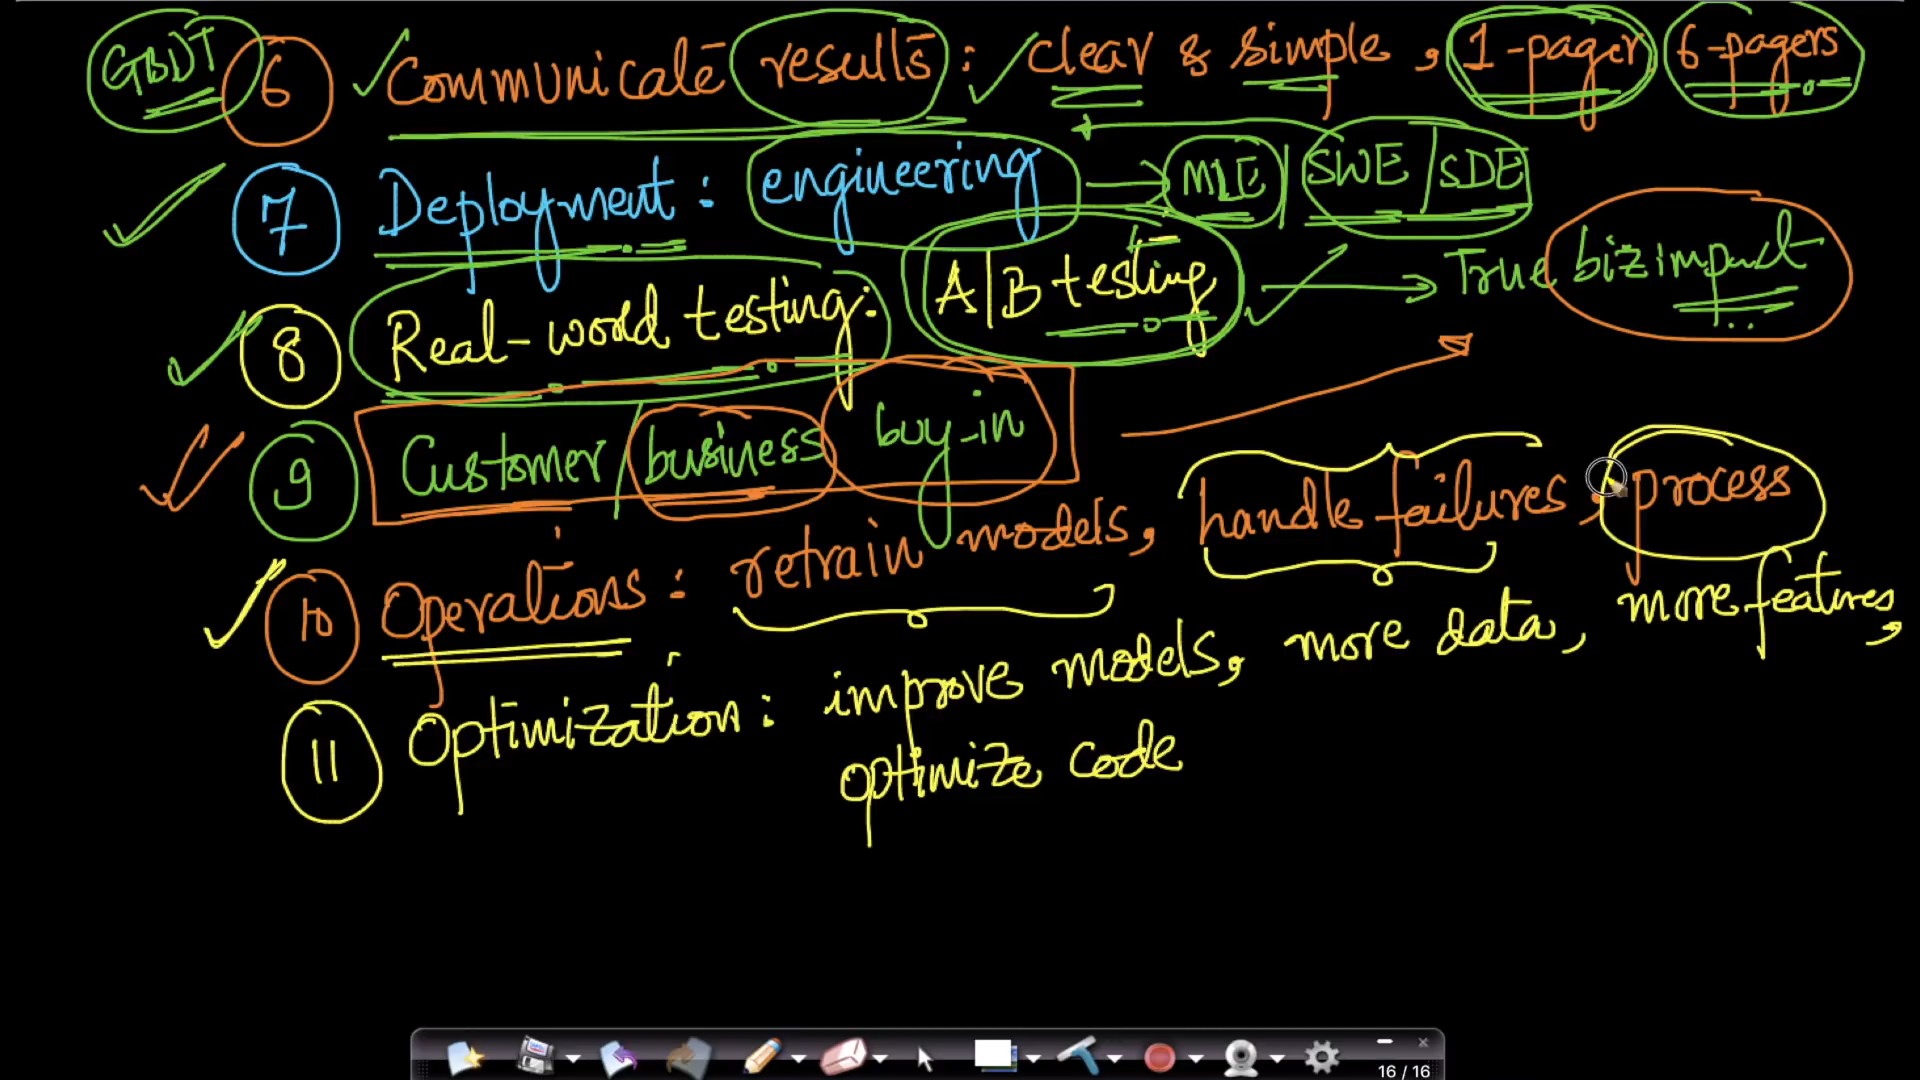 GBDT 6 Communicate results : clear & simple, 1-pager 6-pagers
7 Deployment : engineering → MLE / SWE / SDE
8 Real-world testing : A/B testing → True biz impact
9 Customer / business buy-in
10 Operations : retrain models, handle failures, process
11 Optimization : improve models, more data, more features,
optimize code
16 / 16